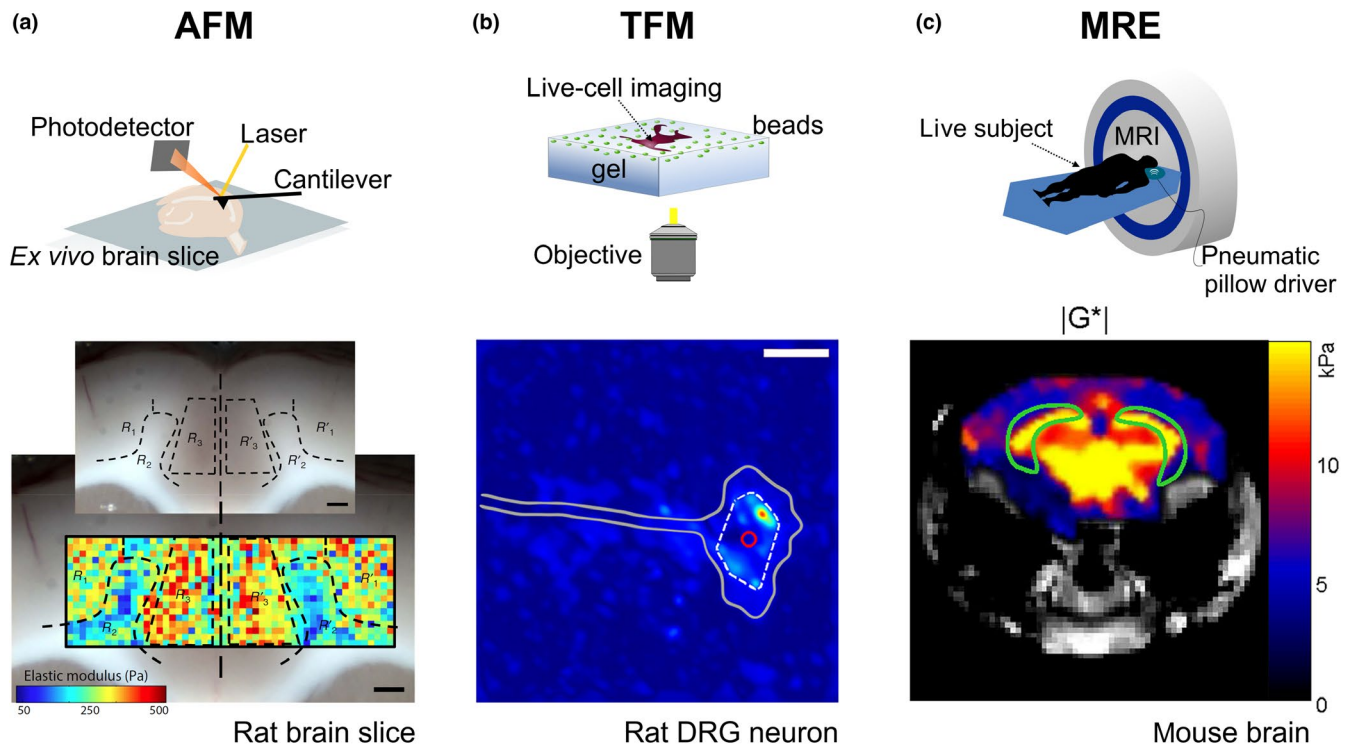 (a)
AFM
Photodetector
Laser
Cantilever
Ex vivo brain slice
R1
R2
R3
R'3
R'2
R'1
R1
R2
R3
R'3
R'2
R'1
Elastic modulus (Pa)
50 250 500
Rat brain slice
(b)
TFM
Live-cell imaging
beads
gel
Objective
Rat DRG neuron
(c)
MRE
Live subject
MRI
Pneumatic
pillow driver
|G*|
kPa
10
5
0
Mouse brain